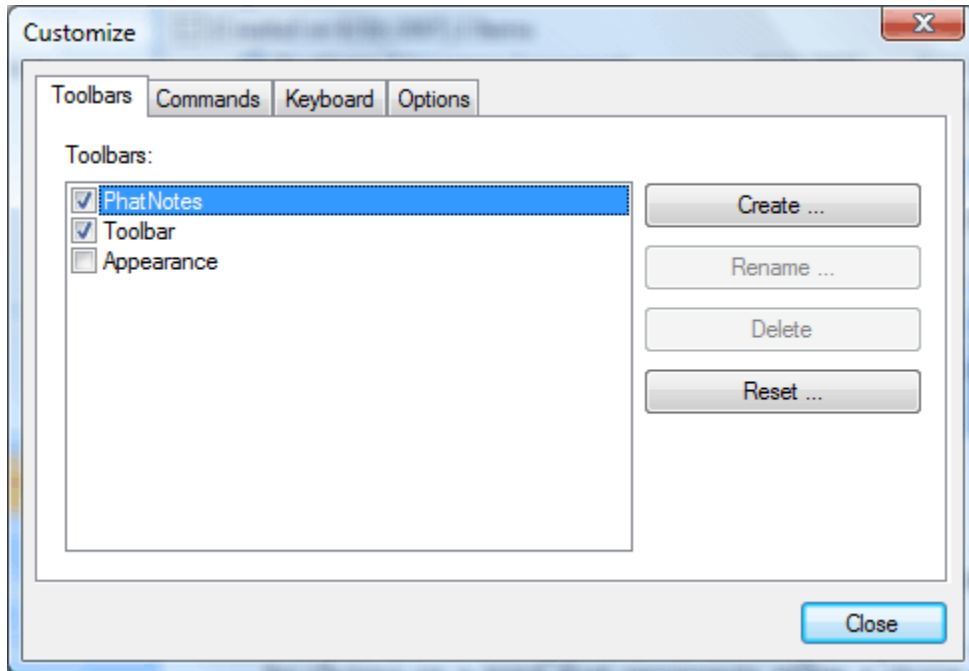 Customize
Toolbars Commands Keyboard Options
Toolbars:
PhatNotes
Toolbar
Appearance
Create ...
Rename ...
Delete
Reset ...
Close